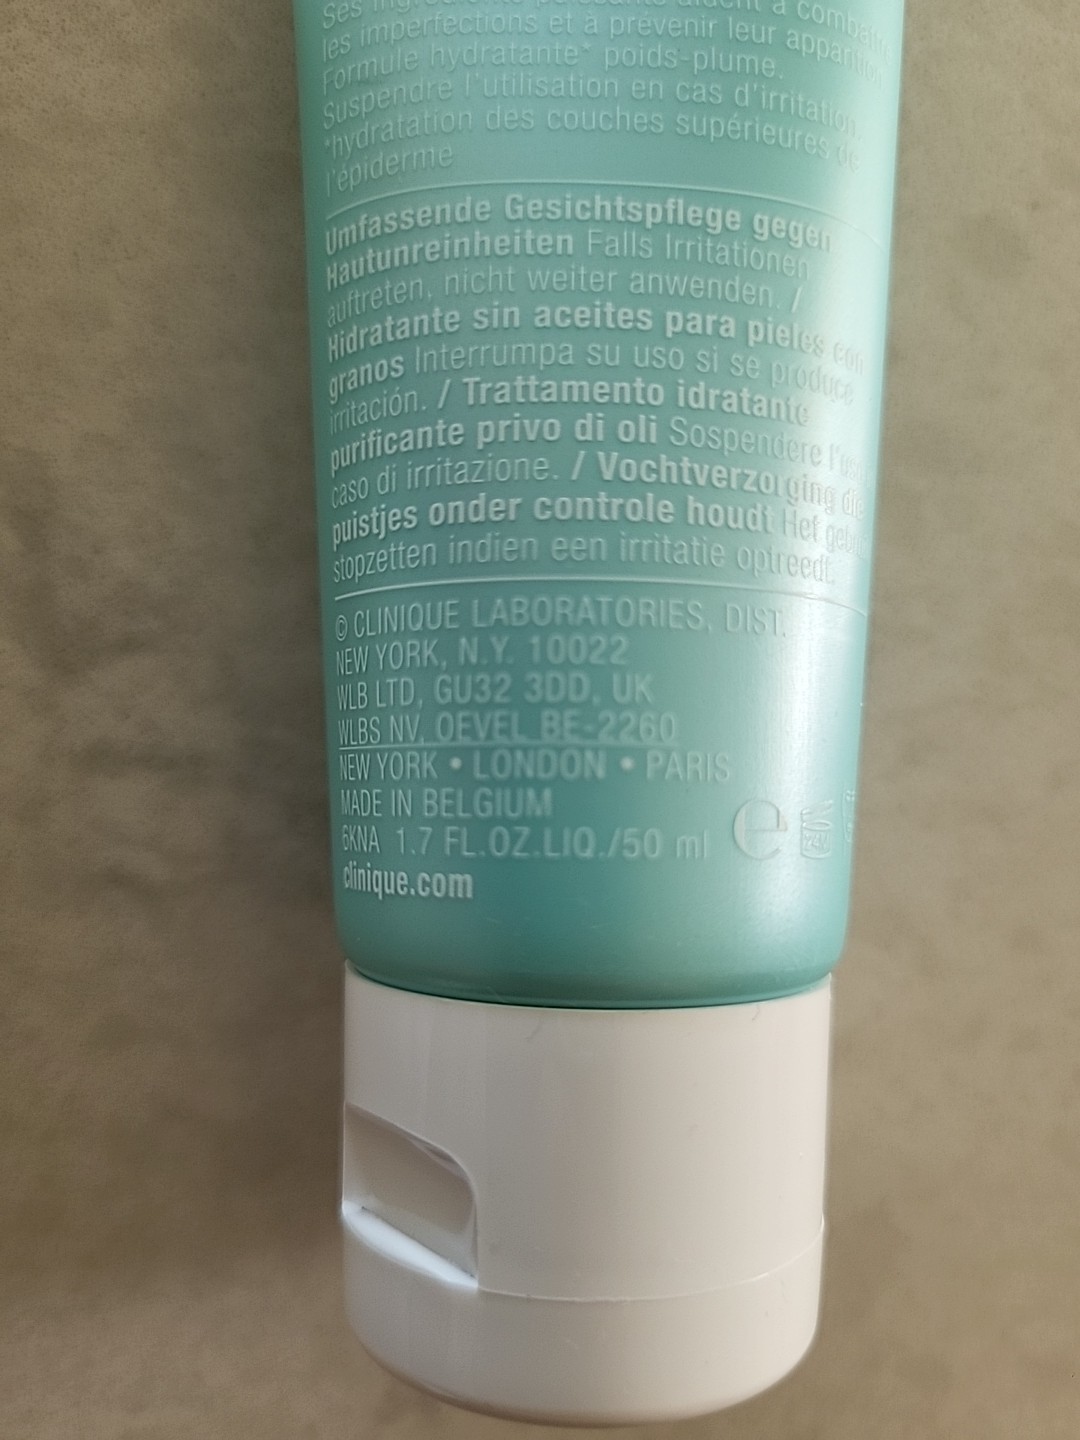 Ses ingrédients puissants aident à combattre
les imperfections et à prévenir leur apparition.
Formule hydratante* poids-plume.
Suspendre l'utilisation en cas d'irritation.
*hydratation des couches supérieures de
l'épiderme
Umfassende Gesichtspflege gegen
Hautunreinheiten Falls Irritationen
auftreten, nicht weiter anwenden. /
Hidratante sin aceites para pieles con
granos Interrumpa su uso si se produce
irritación. / Trattamento idratante
purificante privo di oli Sospendere l'uso
caso di irritazione. / Vochtverzorging die
puistjes onder controle houdt Het
stopzetten indien een irritatie optreedt.
© CLINIQUE LABORATORIES, DIST.
NEW YORK, N.Y. 10022
WLB LTD, GU32 3DD, UK
WLBS NV, OEVEL BE-2260
NEW YORK • LONDON • PARIS
MADE IN BELGIUM
6KNA 1.7 FL.OZ.LIQ./50 ml e
clinique.com